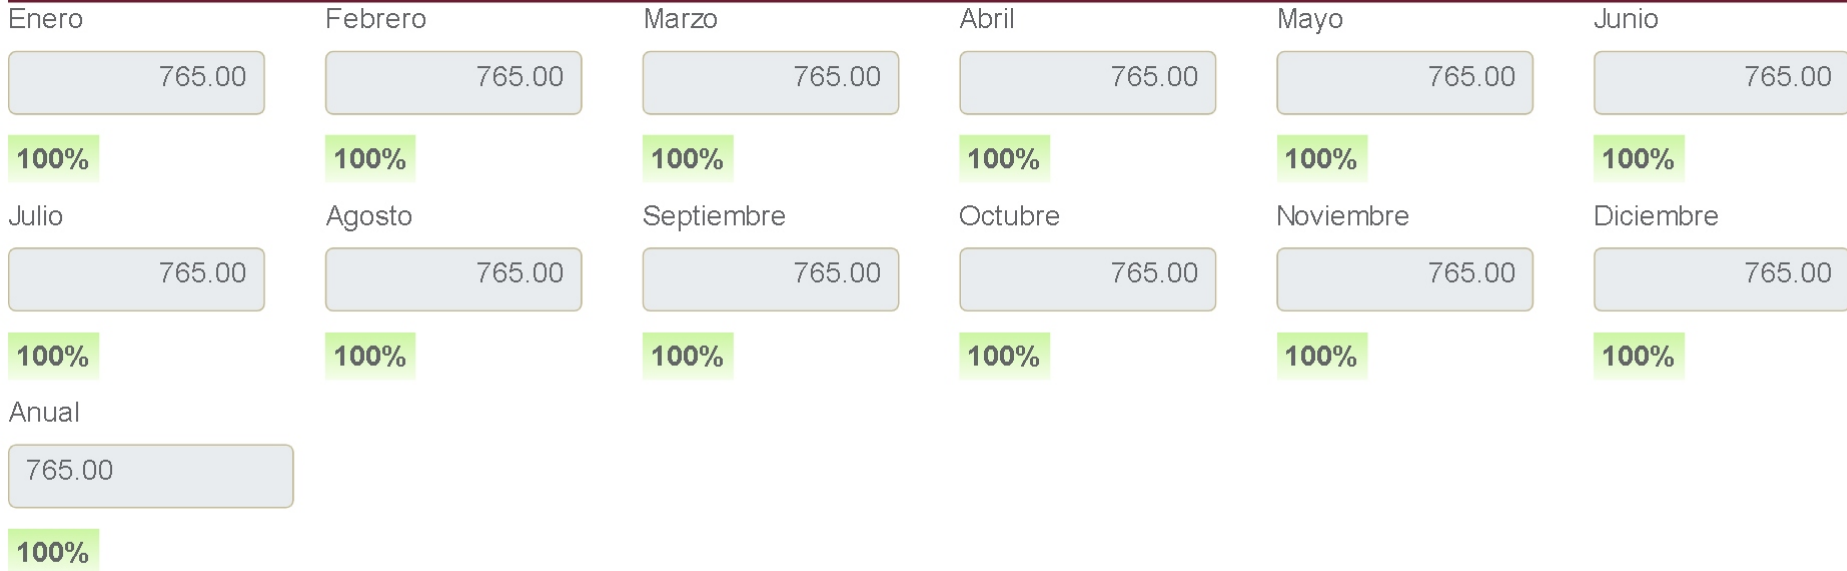 Enero Febrero Marzo Abril Mayo Junio
765.00 765.00 765.00 765.00 765.00 765.00
100% 100% 100% 100% 100% 100%
Julio Agosto Septiembre Octubre Noviembre Diciembre
765.00 765.00 765.00 765.00 765.00 765.00
100% 100% 100% 100% 100% 100%
Anual
765.00
100%